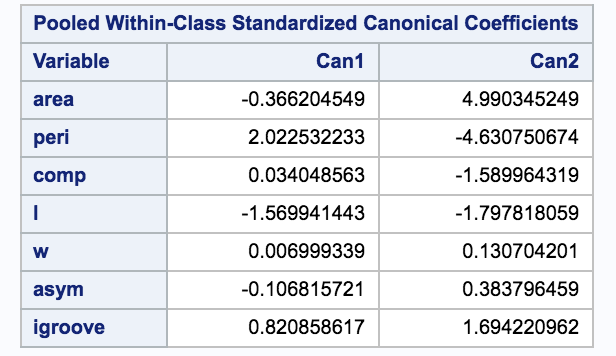 Pooled Within-Class Standardized Canonical Coefficients
Variable Can1 Can2
area -0.366204549 4.990345249
peri 2.022532233 -4.630750674
comp 0.034048563 -1.589964319
l -1.569941443 -1.797818059
w 0.006999339 0.130704201
asym -0.106815721 0.383796459
igroove 0.820858617 1.694220962